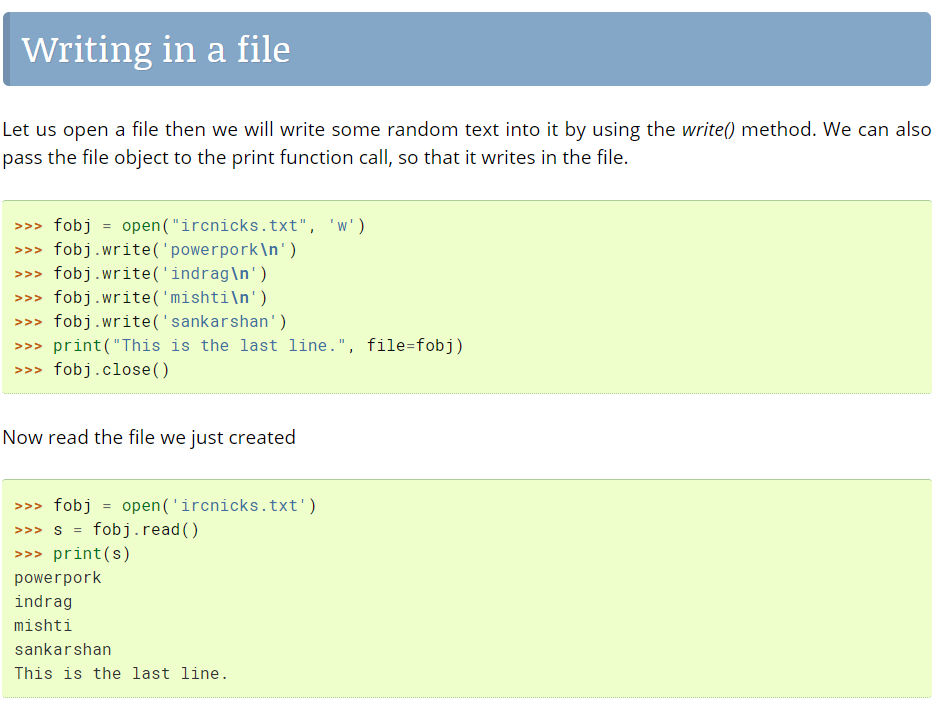 Writing in a file
Let us open a file then we will write some random text into it by using the write() method. We can also
pass the file object to the print function call, so that it writes in the file.
>>> fobj = open("ircnicks.txt", 'w')
>>> fobj.write('powerpork\n')
>>> fobj.write('indrag\n')
>>> fobj.write('mishti\n')
>>> fobj.write('sankarshan')
>>> print("This is the last line.", file=fobj)
>>> fobj.close()
Now read the file we just created
>>> fobj = open('ircnicks.txt')
>>> s = fobj.read()
>>> print(s)
powerpork
indrag
mishti
sankarshan
This is the last line.